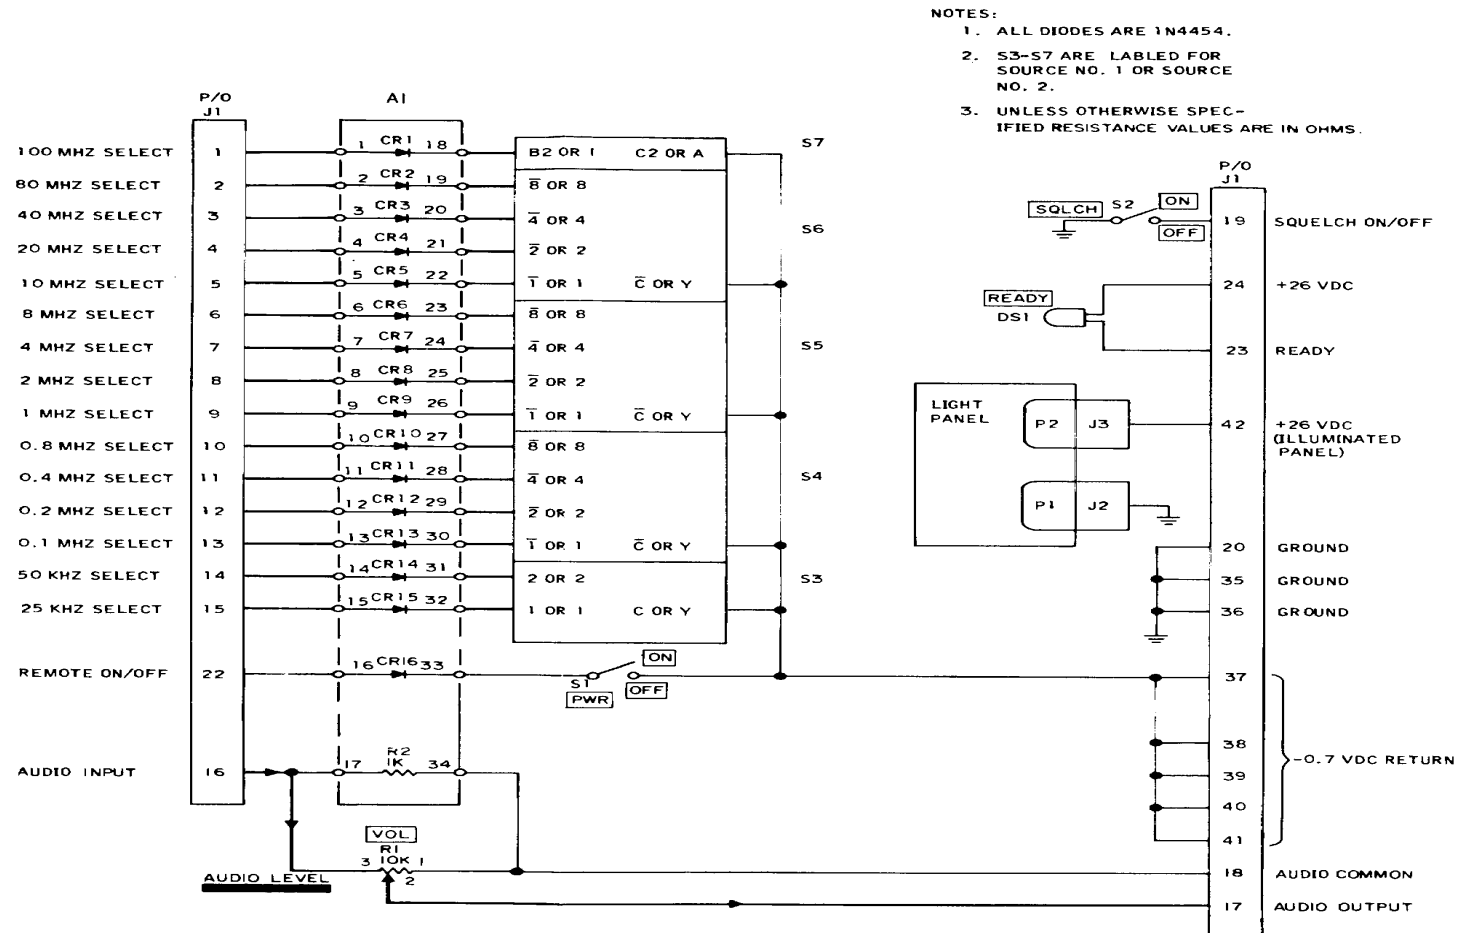 NOTES:
1. ALL DIODES ARE 1N4454.
2. S3-S7 ARE LABLED FOR
SOURCE NO. 1 OR SOURCE
NO. 2.
3. UNLESS OTHERWISE SPEC-
IFIED RESISTANCE VALUES ARE IN OHMS.
P/O
J1
A1
100 MHZ SELECT 1 1 CR1 18 B2 OR 1 C2 OR A S7
80 MHZ SELECT 2 2 CR2 19 8̅ OR 8
40 MHZ SELECT 3 3 CR3 20 4̅ OR 4 S6
20 MHZ SELECT 4 4 CR4 21 2̅ OR 2
10 MHZ SELECT 5 5 CR5 22 1̅ OR 1 C̅ OR Y
8 MHZ SELECT 6 6 CR6 23 8̅ OR 8
4 MHZ SELECT 7 7 CR7 24 4̅ OR 4 S5
2 MHZ SELECT 8 8 CR8 25 2̅ OR 2
1 MHZ SELECT 9 9 CR9 26 1̅ OR 1 C̅ OR Y
0.8 MHZ SELECT 10 10 CR10 27 8̅ OR 8
0.4 MHZ SELECT 11 11 CR11 28 4̅ OR 4 S4
0.2 MHZ SELECT 12 12 CR12 29 2̅ OR 2
0.1 MHZ SELECT 13 13 CR13 30 1̅ OR 1 C̅ OR Y
50 KHZ SELECT 14 14 CR14 31 2 OR 2 S3
25 KHZ SELECT 15 15 CR15 32 1 OR 1 C OR Y
REMOTE ON/OFF 22 16 CR16 33 S1 ON
PWR OFF
AUDIO INPUT 16 17 R2 34
1K
VOL
R1
3 10K 1
2
AUDIO LEVEL
P/O
J1
SQLCH S2 ON
OFF
19 SQUELCH ON/OFF
READY
DS1
24 +26 VDC
23 READY
LIGHT
PANEL
P2 J3
42 +26 VDC
(ILLUMINATED
PANEL)
P1 J2
20 GROUND
35 GROUND
36 GROUND
37
38
-0.7 VDC RETURN
39
40
41
18 AUDIO COMMON
17 AUDIO OUTPUT